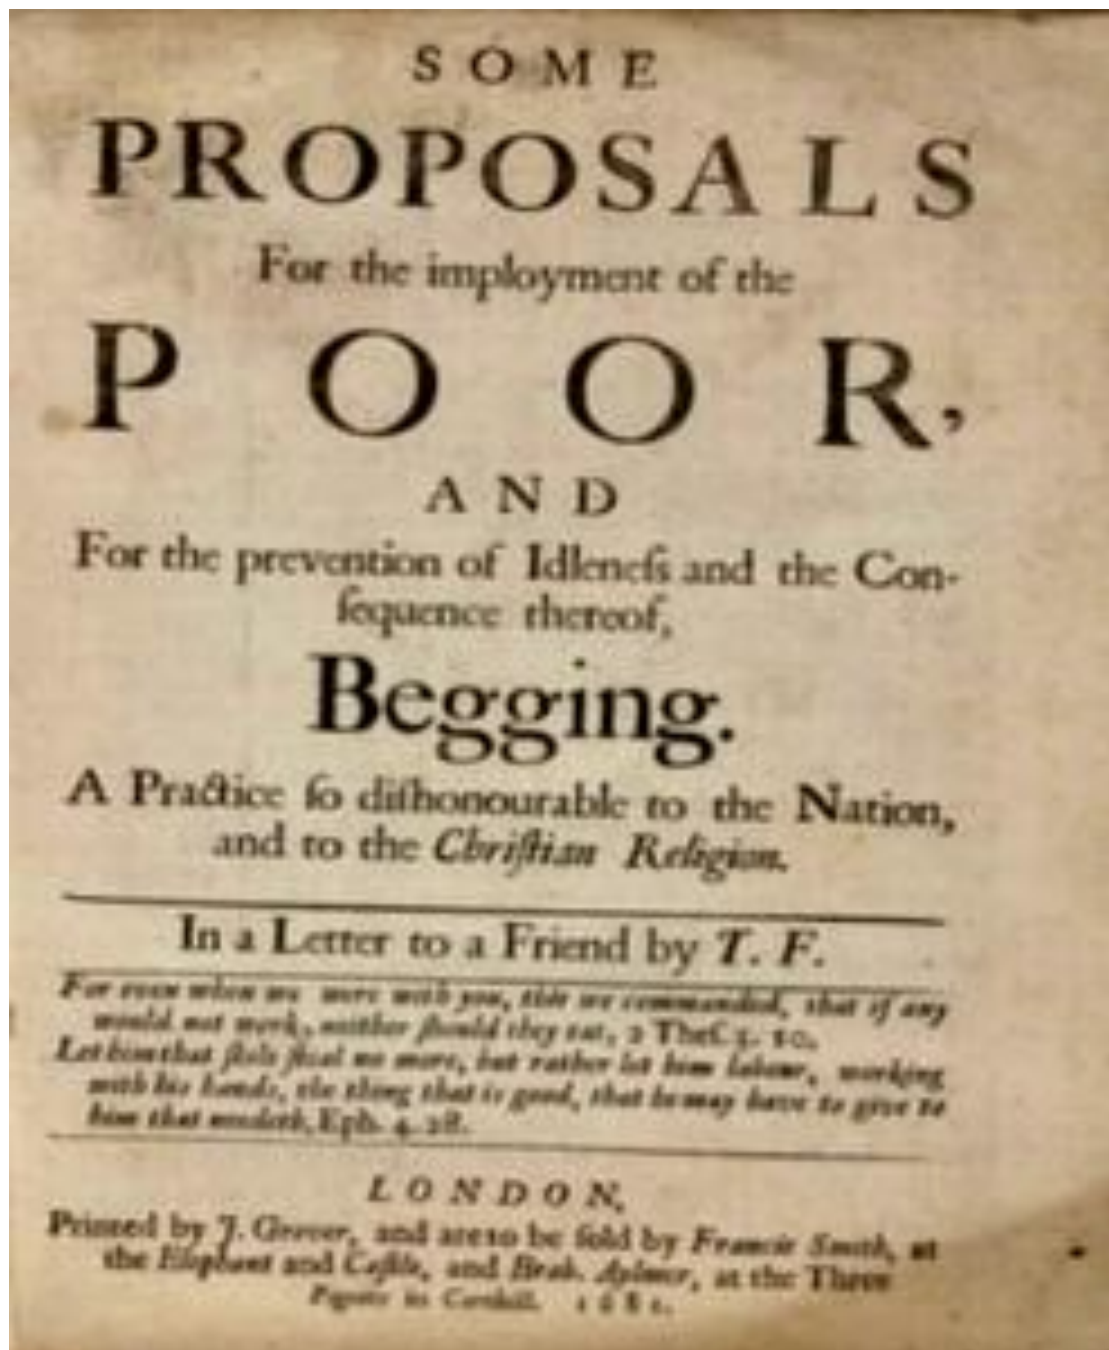 SOME
PROPOSALS
For the imployment of the
POOR,
AND
For the prevention of Idleneſs and the Con-
ſequence thereof,
Begging.
A Practice ſo diſhonourable to the Nation,
and to the Chriſtian Religion.
In a Letter to a Friend by T. F.
For even when we were with you, this we commanded, that if any
would not work, neither ſhould they eat, 2 Theſ. 3. 10.
Let him that ſtole ſteal no more, but rather let him labour, working
with his hands, the thing that is good, that he may have to give to
him that needeth, Eph. 4. 28.
LONDON,
Printed by J. Grover, and are to be ſold by Francis Smith, at
the Elephant and Caſtle, and Brab. Aylmer, at the Three
Pigeons in Cornhill. 1681.